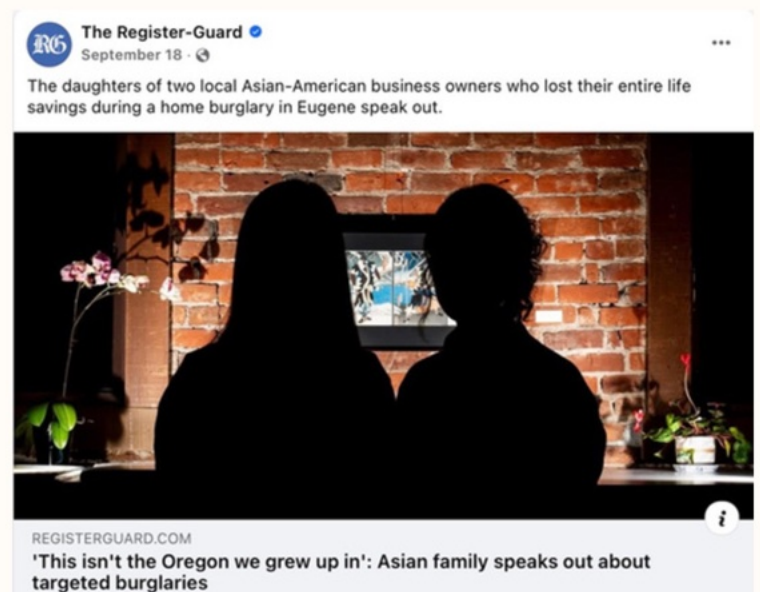 RG
The Register-Guard
September 18 ·
The daughters of two local Asian-American business owners who lost their entire life
savings during a home burglary in Eugene speak out.
i
REGISTERGUARD.COM
'This isn't the Oregon we grew up in': Asian family speaks out about
targeted burglaries